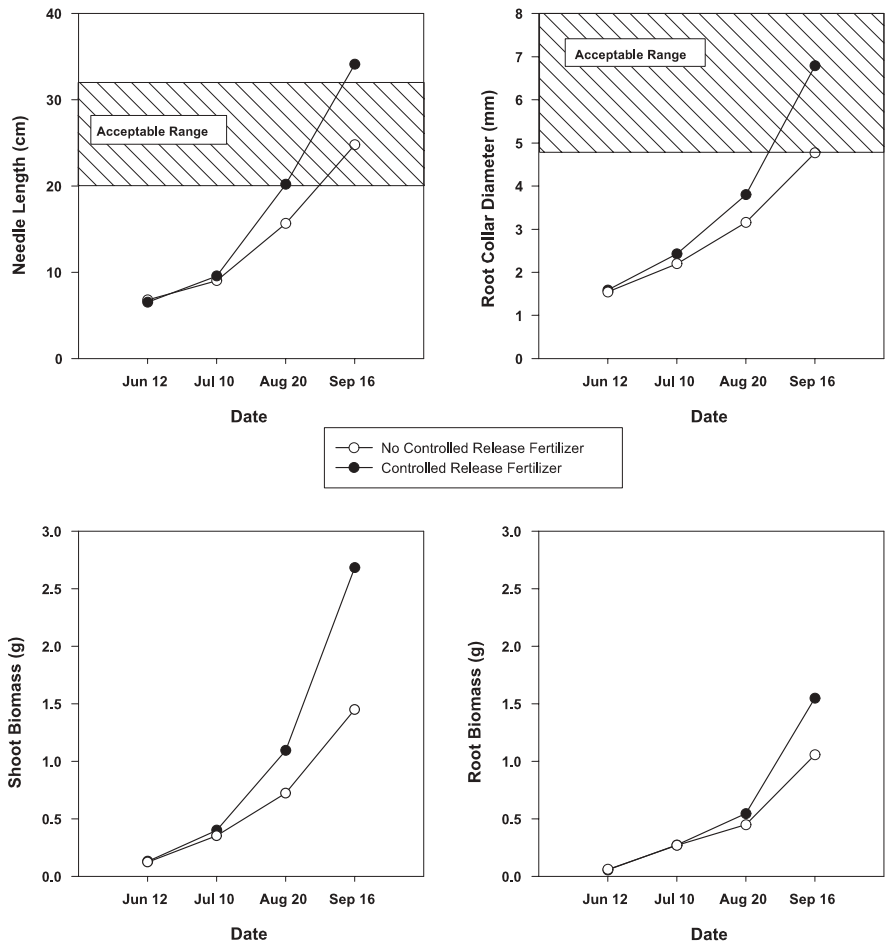 40
30
20
10
0
Needle Length (cm)
Acceptable Range
Jun 12 Jul 10 Aug 20 Sep 16
Date
8
7
6
5
4
3
2
1
0
Root Collar Diameter (mm)
Acceptable Range
Jun 12 Jul 10 Aug 20 Sep 16
Date
No Controlled Release Fertilizer
Controlled Release Fertilizer
3.0
2.5
2.0
1.5
1.0
0.5
0.0
Shoot Biomass (g)
Jun 12 Jul 10 Aug 20 Sep 16
Date
3.0
2.5
2.0
1.5
1.0
0.5
0.0
Root Biomass (g)
Jun 12 Jul 10 Aug 20 Sep 16
Date